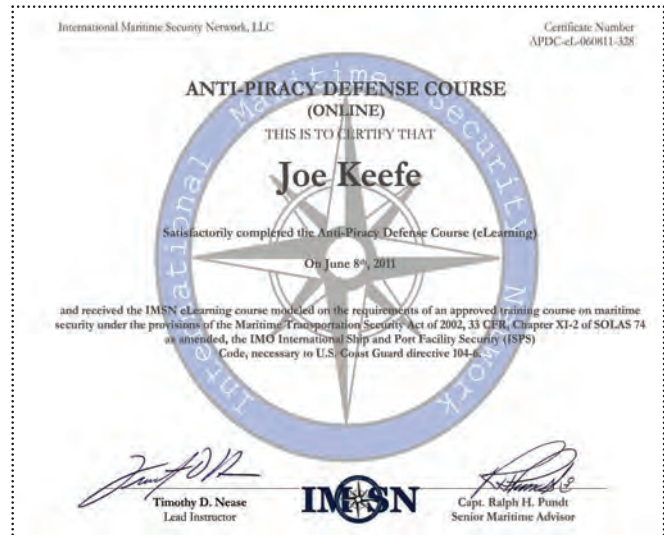 International Maritime Security Network, LLC
Certificate Number
APDC-eL-060811-328
International Maritime Security Network
ANTI-PIRACY DEFENSE COURSE
(ONLINE)
THIS IS TO CERTIFY THAT
Joe Keefe
Satisfactorily completed the Anti-Piracy Defense Course (eLearning)
On June 8th, 2011
and received the IMSN eLearning course modeled on the requirements of an approved training course on maritime
security under the provisions of the Maritime Transportation Security Act of 2002, 33 CFR, Chapter XI-2 of SOLAS 74
as amended, the IMO International Ship and Port Facility Security (ISPS)
Code, necessary to U.S. Coast Guard directive 104-6.
Timothy D. Nease
Lead Instructor
IMSN
Capt. Ralph H. Pundt
Senior Maritime Advisor